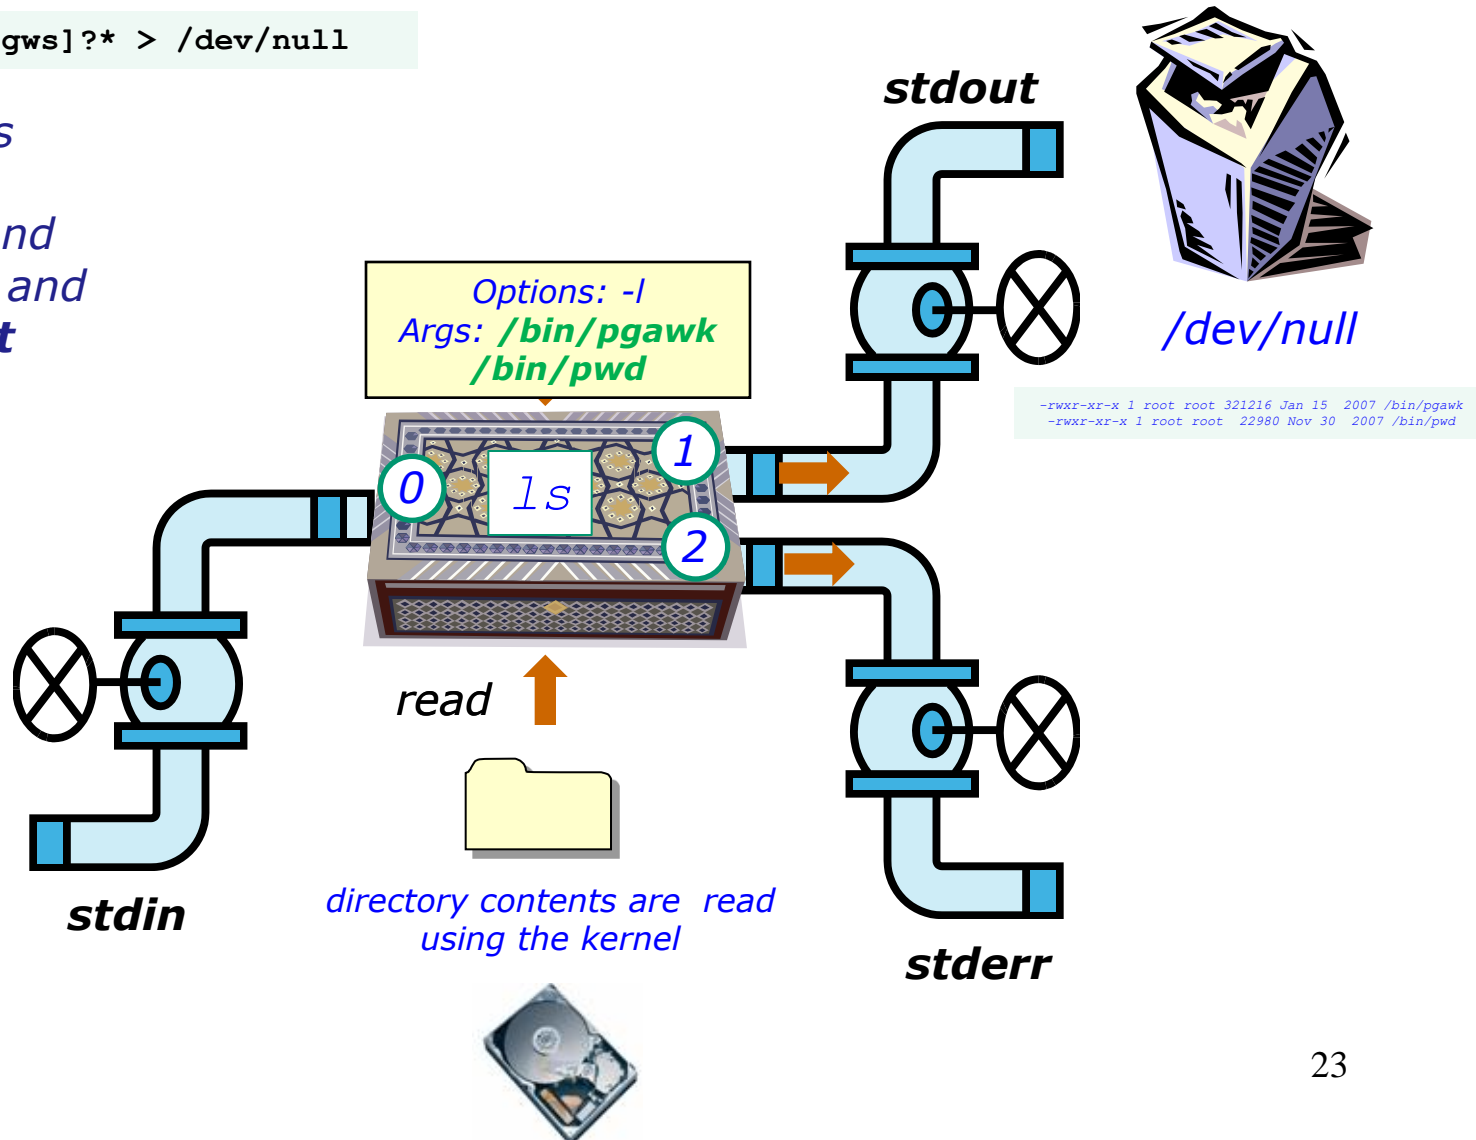 gws]?* > /dev/null
s
nd
and
t
stdout
/dev/null
-rwxr-xr-x 1 root root 321216 Jan 15  2007 /bin/pgawk
-rwxr-xr-x 1 root root  22980 Nov 30  2007 /bin/pwd
Options: -l
Args: /bin/pgawk
/bin/pwd
0
ls
1
2
read
stdin
directory contents are  read
using the kernel
stderr
23